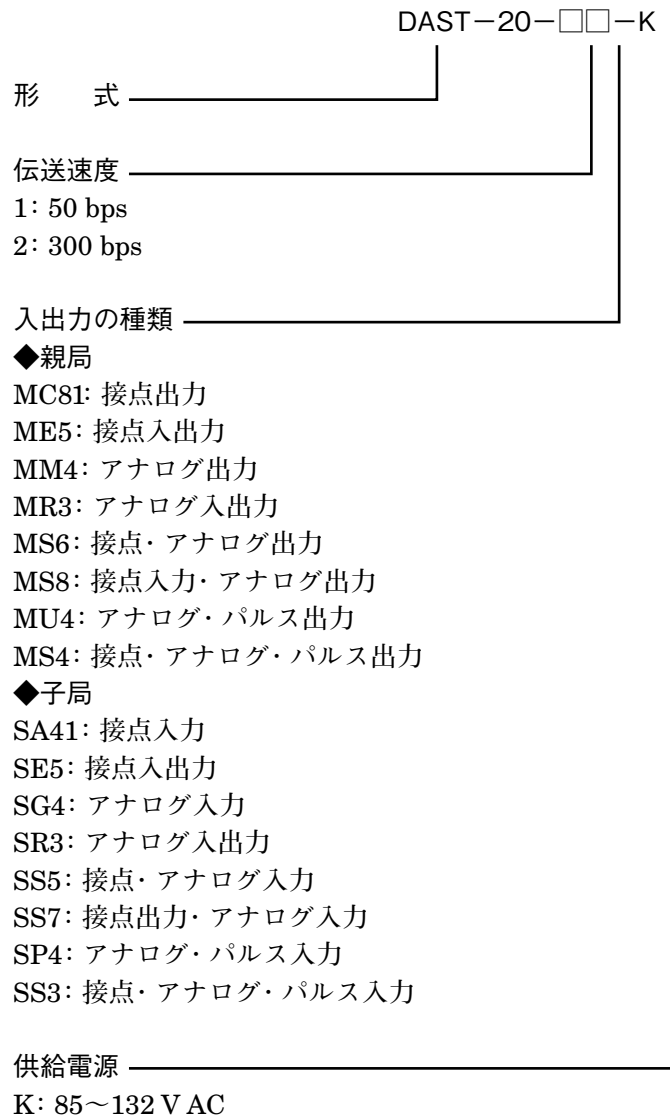 DAST−20−□□−K
形　　式
伝送速度
1: 50 bps
2: 300 bps
入出力の種類
◆親局
MC81: 接点出力
ME5: 接点入出力
MM4: アナログ出力
MR3: アナログ入出力
MS6: 接点・アナログ出力
MS8: 接点入力・アナログ出力
MU4: アナログ・パルス出力
MS4: 接点・アナログ・パルス出力
◆子局
SA41: 接点入力
SE5: 接点入出力
SG4: アナログ入力
SR3: アナログ入出力
SS5: 接点・アナログ入力
SS7: 接点出力・アナログ入力
SP4: アナログ・パルス入力
SS3: 接点・アナログ・パルス入力
供給電源
K: 85〜132 V AC